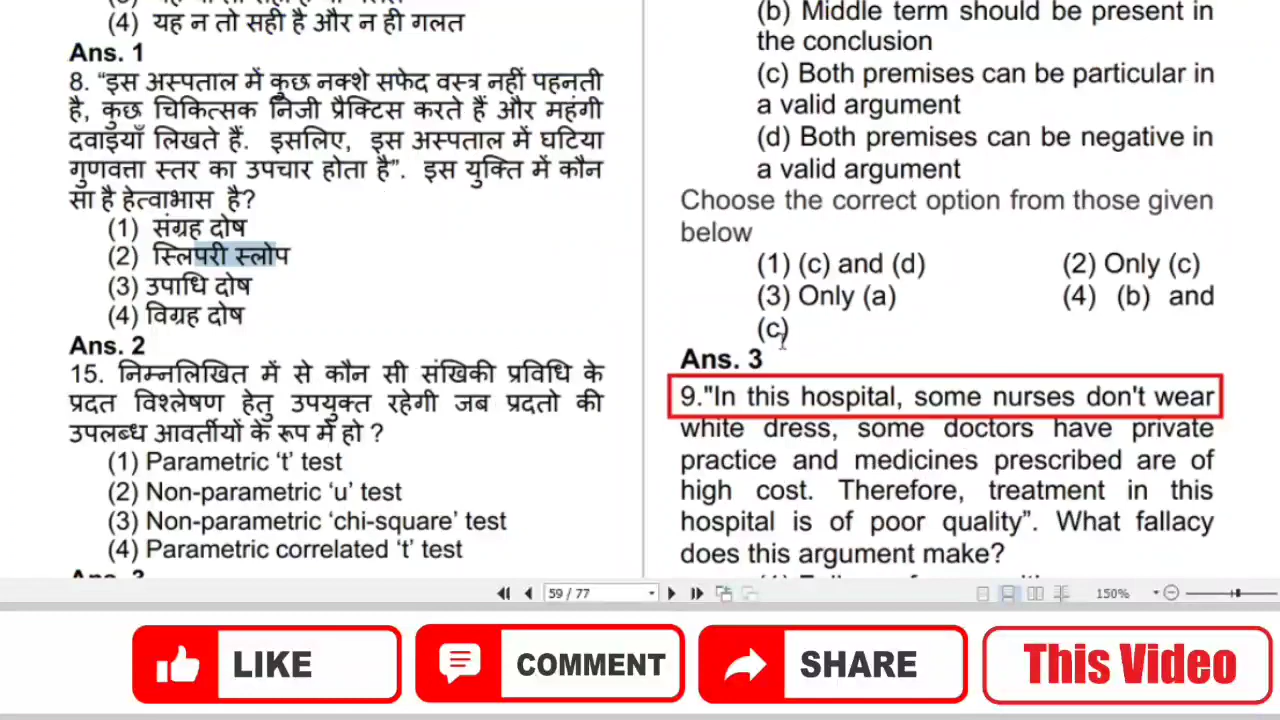 (4) यह न तो सही है और न ही गलत
Ans. 1
8. “इस अस्पताल में कुछ नक्शे सफेद वस्त्र नहीं पहनती
है, कुछ चिकित्सक निजी प्रैक्टिस करते हैं और महंगी
दवाइयाँ लिखते हैं. इसलिए, इस अस्पताल में घटिया
गुणवत्ता स्तर का उपचार होता है”. इस युक्ति में कौन
सा है हेत्वाभास है?
(1) संग्रह दोष
(2) स्लिपरी स्लोप
(3) उपाधि दोष
(4) विग्रह दोष
Ans. 2
15. निम्नलिखित में से कौन सी संखिकी प्रविधि के
प्रदत विश्लेषण हेतु उपयुक्त रहेगी जब प्रदतो की
उपलब्ध आवर्तीयों के रूप में हो ?
(1) Parametric ‘t’ test
(2) Non-parametric ‘u’ test
(3) Non-parametric ‘chi-square’ test
(4) Parametric correlated ‘t’ test
Ans. 3
(b) Middle term should be present in
the conclusion
(c) Both premises can be particular in
a valid argument
(d) Both premises can be negative in
a valid argument
Choose the correct option from those given
below
(1) (c) and (d) (2) Only (c)
(3) Only (a) (4) (b) and
(c)
Ans. 3
9."In this hospital, some nurses don't wear
white dress, some doctors have private
practice and medicines prescribed are of
high cost. Therefore, treatment in this
hospital is of poor quality”. What fallacy
does this argument make?
59 / 77
150%
LIKE
COMMENT
SHARE
This Video